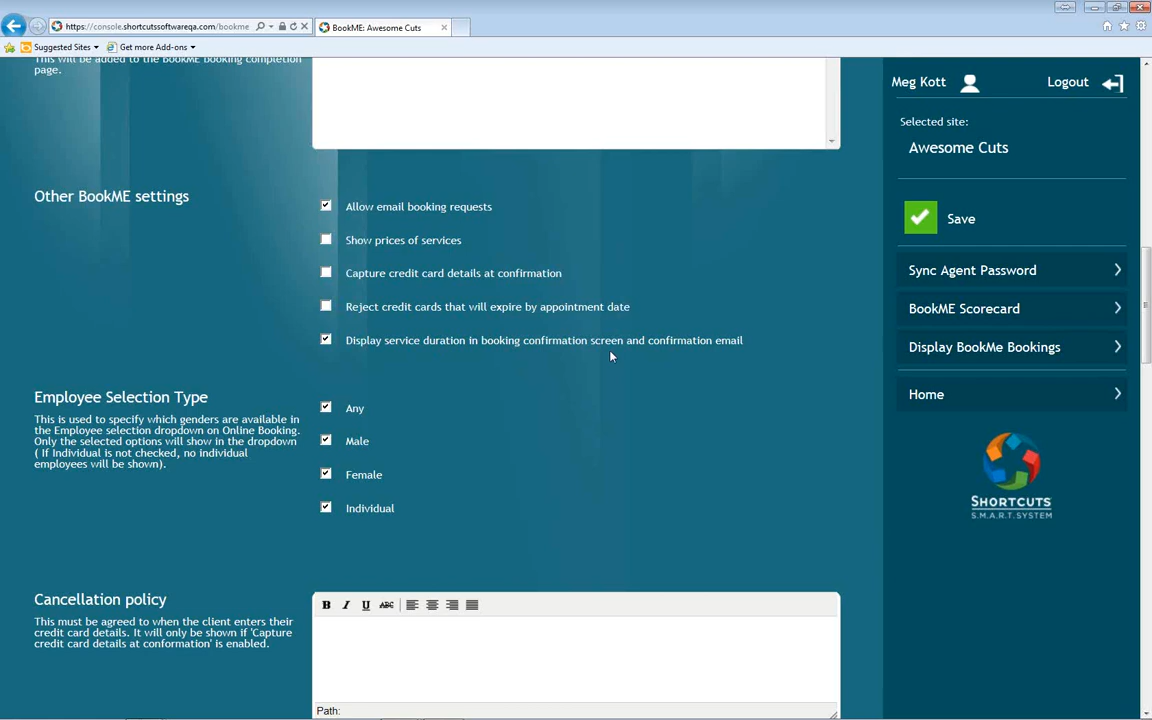 https://console.shortcutssoftwareqa.com/bookme
BookME: Awesome Cuts
Suggested Sites
Get more Add-ons
This will be added to the BookME booking completion
page.
Meg Kott
Logout
Selected site:
Awesome Cuts
Save
Sync Agent Password
BookME Scorecard
Display BookMe Bookings
Home
SHORTCUTS
S.M.A.R.T. SYSTEM
Other BookME settings
Allow email booking requests
Show prices of services
Capture credit card details at confirmation
Reject credit cards that will expire by appointment date
Display service duration in booking confirmation screen and confirmation email
Employee Selection Type
This is used to specify which genders are available in
the Employee selection dropdown on Online Booking.
Only the selected options will show in the dropdown
( If Individual is not checked, no individual
employees will be shown).
Any
Male
Female
Individual
Cancellation policy
This must be agreed to when the client enters their
credit card details. It will only be shown if 'Capture
credit card details at conformation' is enabled.
B I U ABC
Path: